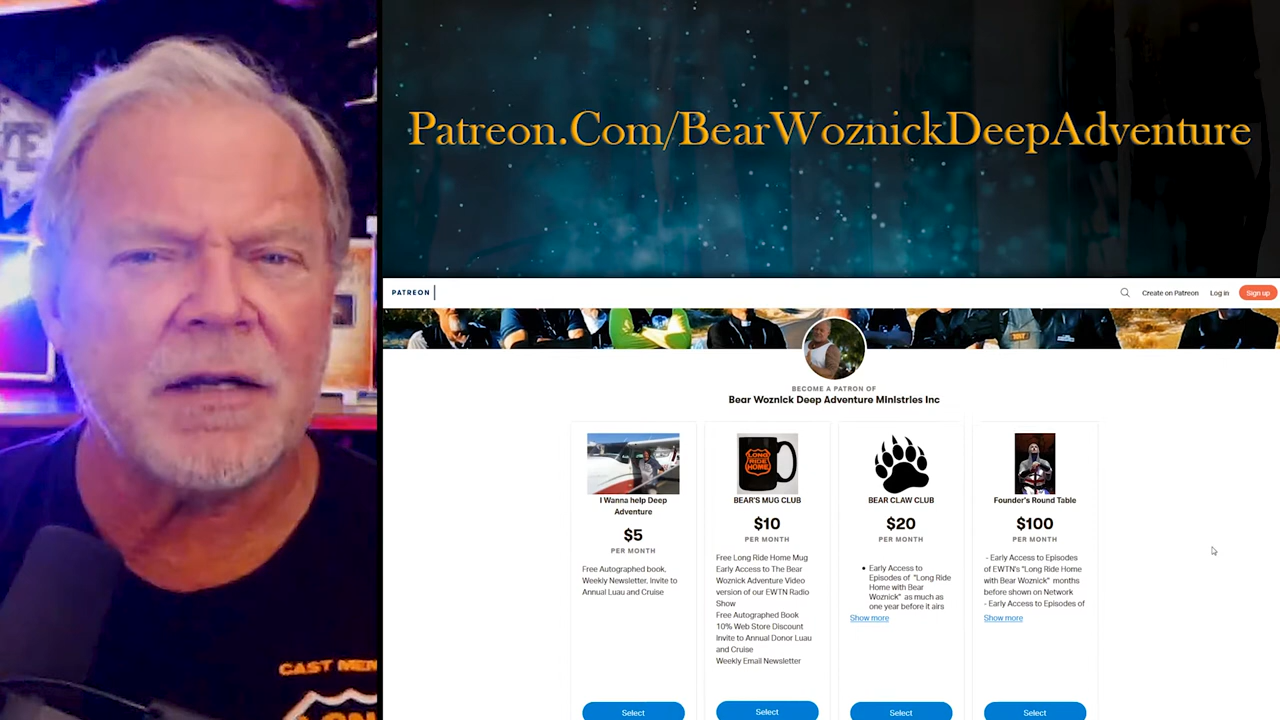 Patreon.Com/BearWoznickDeepAdventure
PATREON
Create on Patreon
Log in
Sign up
BECOME A PATRON OF
Bear Woznick Deep Adventure Ministries Inc
I Wanna help Deep
Adventure
$5
PER MONTH
Free Autographed book,
Weekly Newsletter, Invite to
Annual Luau and Cruise
Select
LONG
RIDE
HOME
BEAR'S MUG CLUB
$10
PER MONTH
Free Long Ride Home Mug
Early Access to The Bear
Woznick Adventure Video
version of our EWTN Radio
Show
Free Autographed Book
10% Web Store Discount
Invite to Annual Donor Luau
and Cruise
Weekly Email Newsletter
Select
BEAR CLAW CLUB
$20
PER MONTH
• Early Access to
Episodes of "Long Ride
Home with Bear
Woznick" as much as
one year before it airs
Show more
Select
Founder's Round Table
$100
PER MONTH
- Early Access to Episodes
of EWTN's "Long Ride Home
with Bear Woznick" months
before shown on Network
- Early Access to Episodes of
Show more
Select
CAST MEM